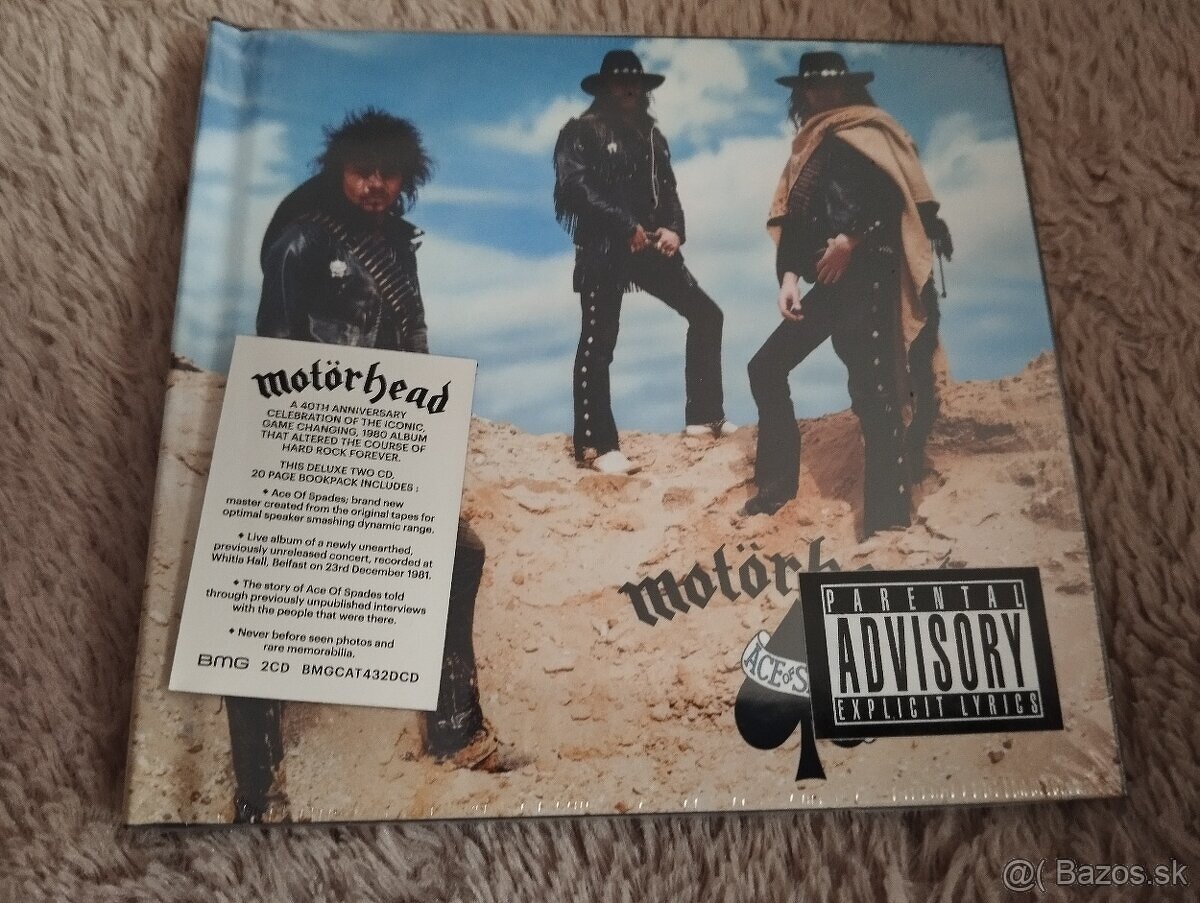 motörhead
A 40TH ANNIVERSARY
CELEBRATION OF THE ICONIC,
GAME CHANGING, 1980 ALBUM
THAT ALTERED THE COURSE OF
HARD ROCK FOREVER.
THIS DELUXE TWO CD,
20 PAGE BOOKPACK INCLUDES :
♦ Ace Of Spades; brand new
master created from the original tapes for
optimal speaker smashing dynamic range.
♦ Live album of a newly unearthed,
previously unreleased concert, recorded at
Whitla Hall, Belfast on 23rd December 1981.
♦ The story of Ace Of Spades told
through previously unpublished interviews
with the people that were there.
♦ Never before seen photos and
rare memorabilia.
BMG 2CD BMGCAT432DCD
motörh
ACE OF S
PARENTAL
ADVISORY
EXPLICIT LYRICS
@( Bazos.sk